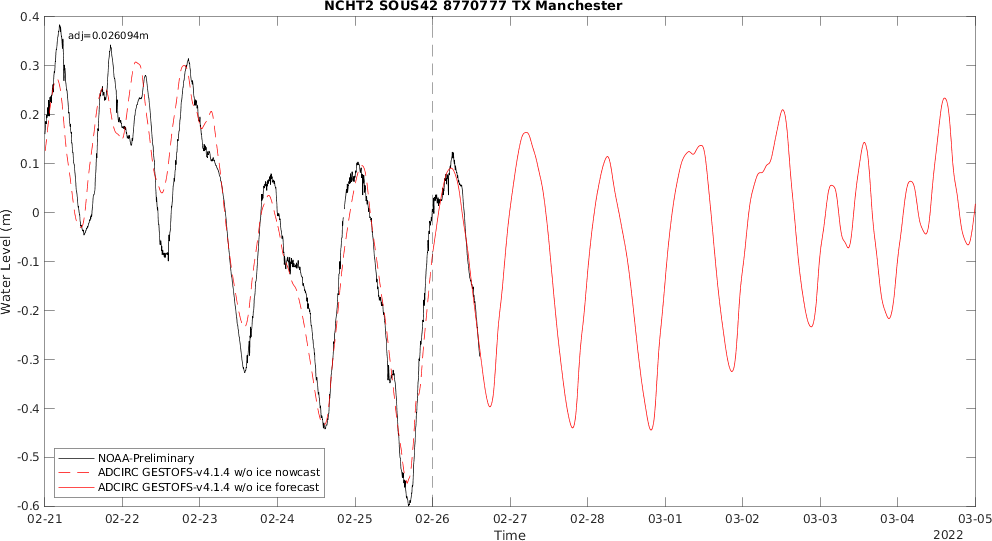 NCHT2 SOUS42 8770777 TX Manchester
adj=0.026094m
0.4
0.3
0.2
0.1
0
-0.1
-0.2
-0.3
-0.4
-0.5
-0.6
Water Level (m)
NOAA-Preliminary
ADCIRC GESTOFS-v4.1.4 w/o ice nowcast
ADCIRC GESTOFS-v4.1.4 w/o ice forecast
02-21 02-22 02-23 02-24 02-25 02-26 02-27 02-28 03-01 03-02 03-03 03-04 03-05
Time
2022